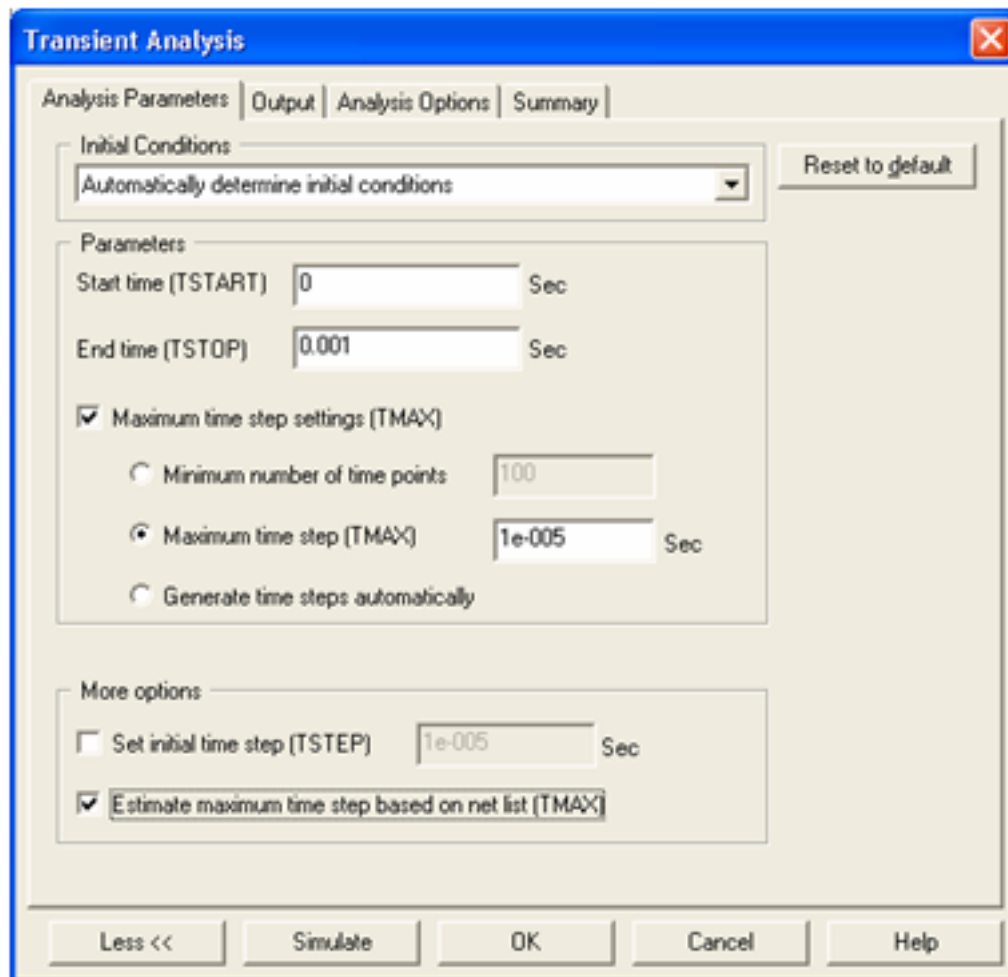 Transient Analysis
Analysis Parameters Output Analysis Options Summary
Initial Conditions
Automatically determine initial conditions
Reset to default
Parameters
Start time (TSTART) 0 Sec
End time (TSTOP) 0.001 Sec
Maximum time step settings (TMAX)
Minimum number of time points 100
Maximum time step (TMAX) 1e-005 Sec
Generate time steps automatically
More options
Set initial time step (TSTEP) 1e-005 Sec
Estimate maximum time step based on net list (TMAX)
Less << Simulate OK Cancel Help